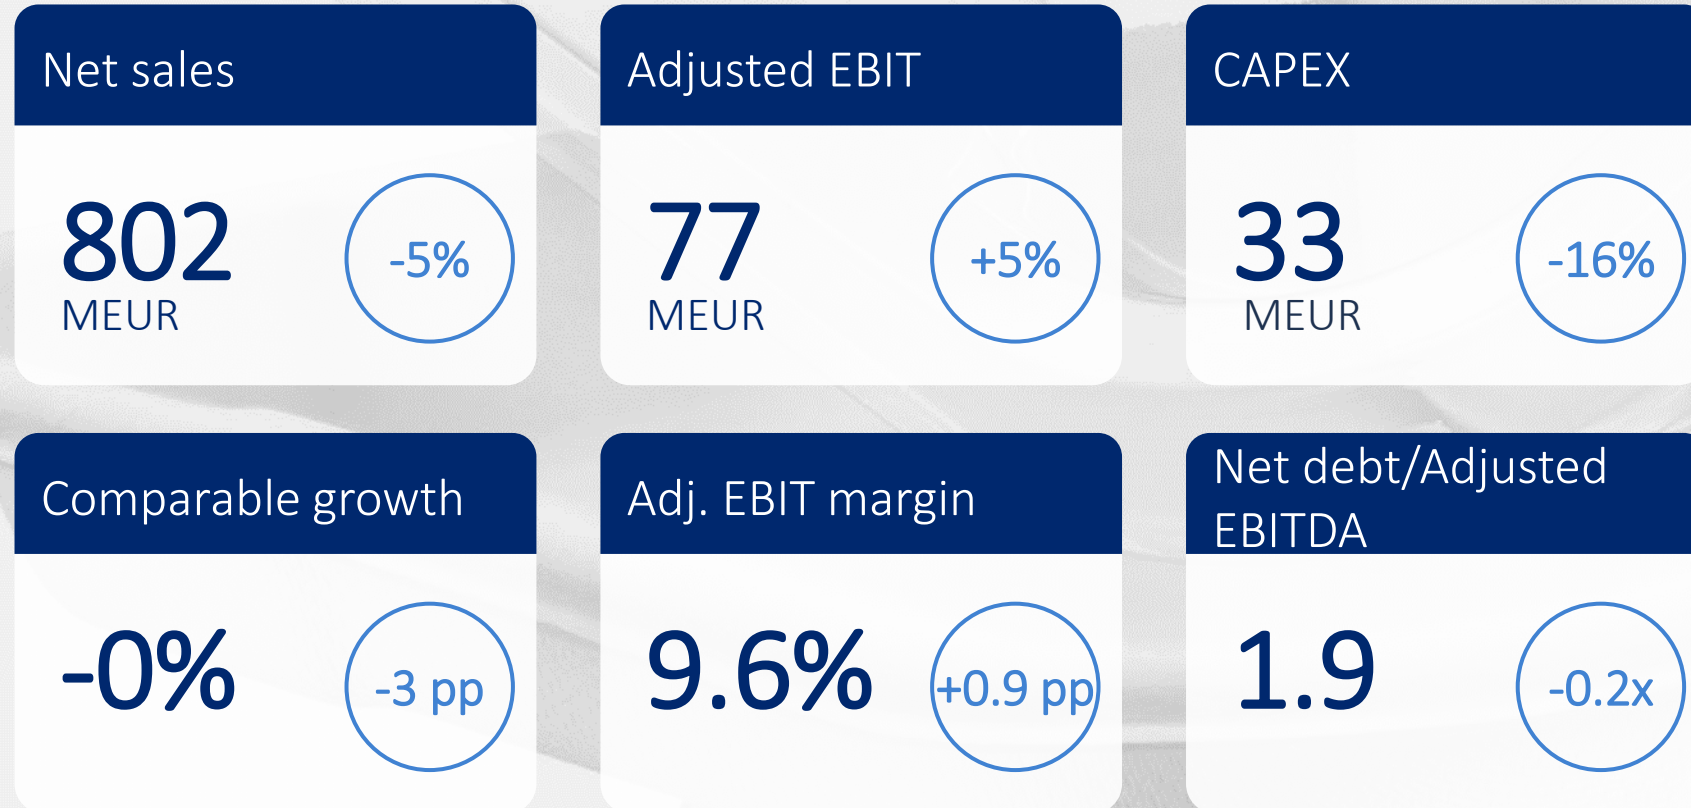 Net sales
802
MEUR
-5%
Adjusted EBIT
77
MEUR
+5%
CAPEX
33
MEUR
-16%
Comparable growth
-0%
-3 pp
Adj. EBIT margin
9.6%
+0.9 pp
Net debt/Adjusted
EBITDA
1.9
-0.2x